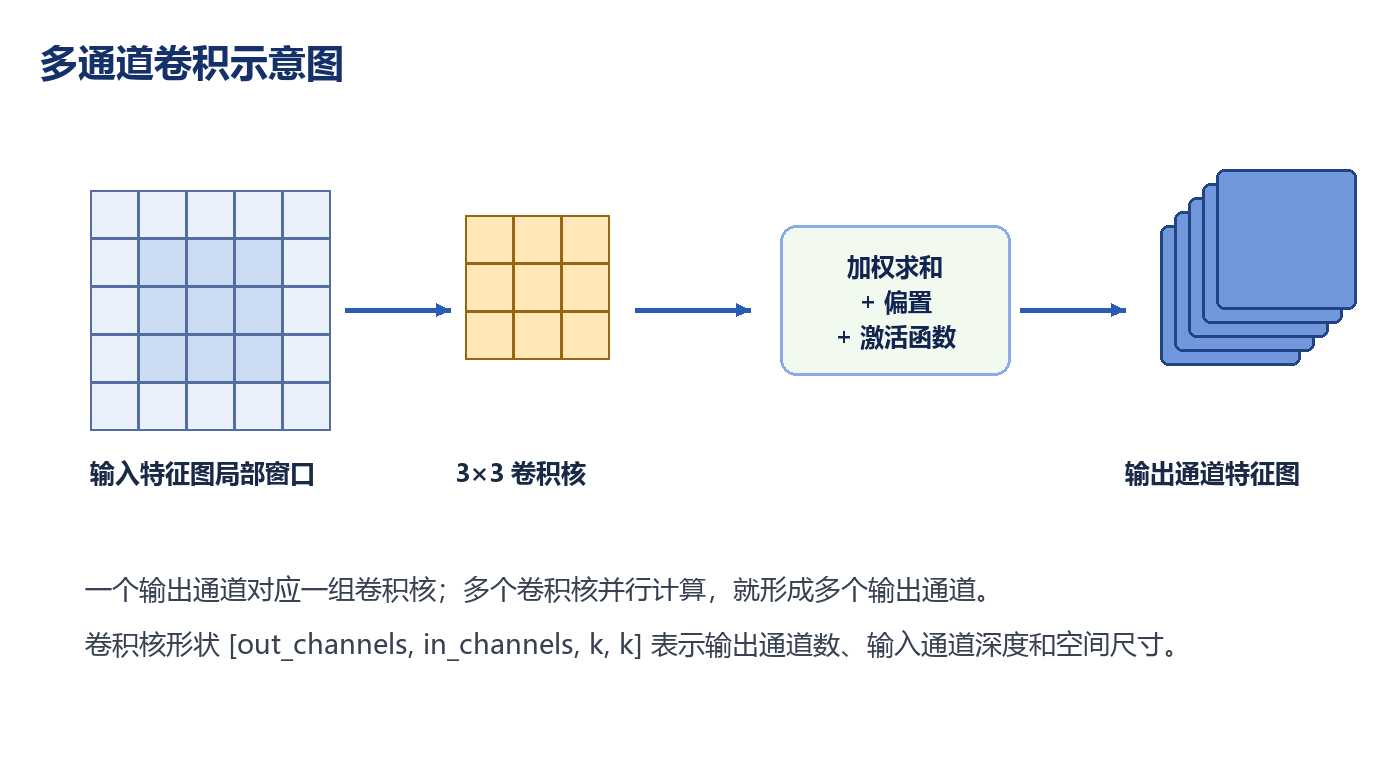 多通道卷积示意图
加权求和
+ 偏置
+ 激活函数
输入特征图局部窗口
3×3 卷积核
输出通道特征图
一个输出通道对应一组卷积核；多个卷积核并行计算，就形成多个输出通道。
卷积核形状 [out_channels, in_channels, k, k] 表示输出通道数、输入通道深度和空间尺寸。